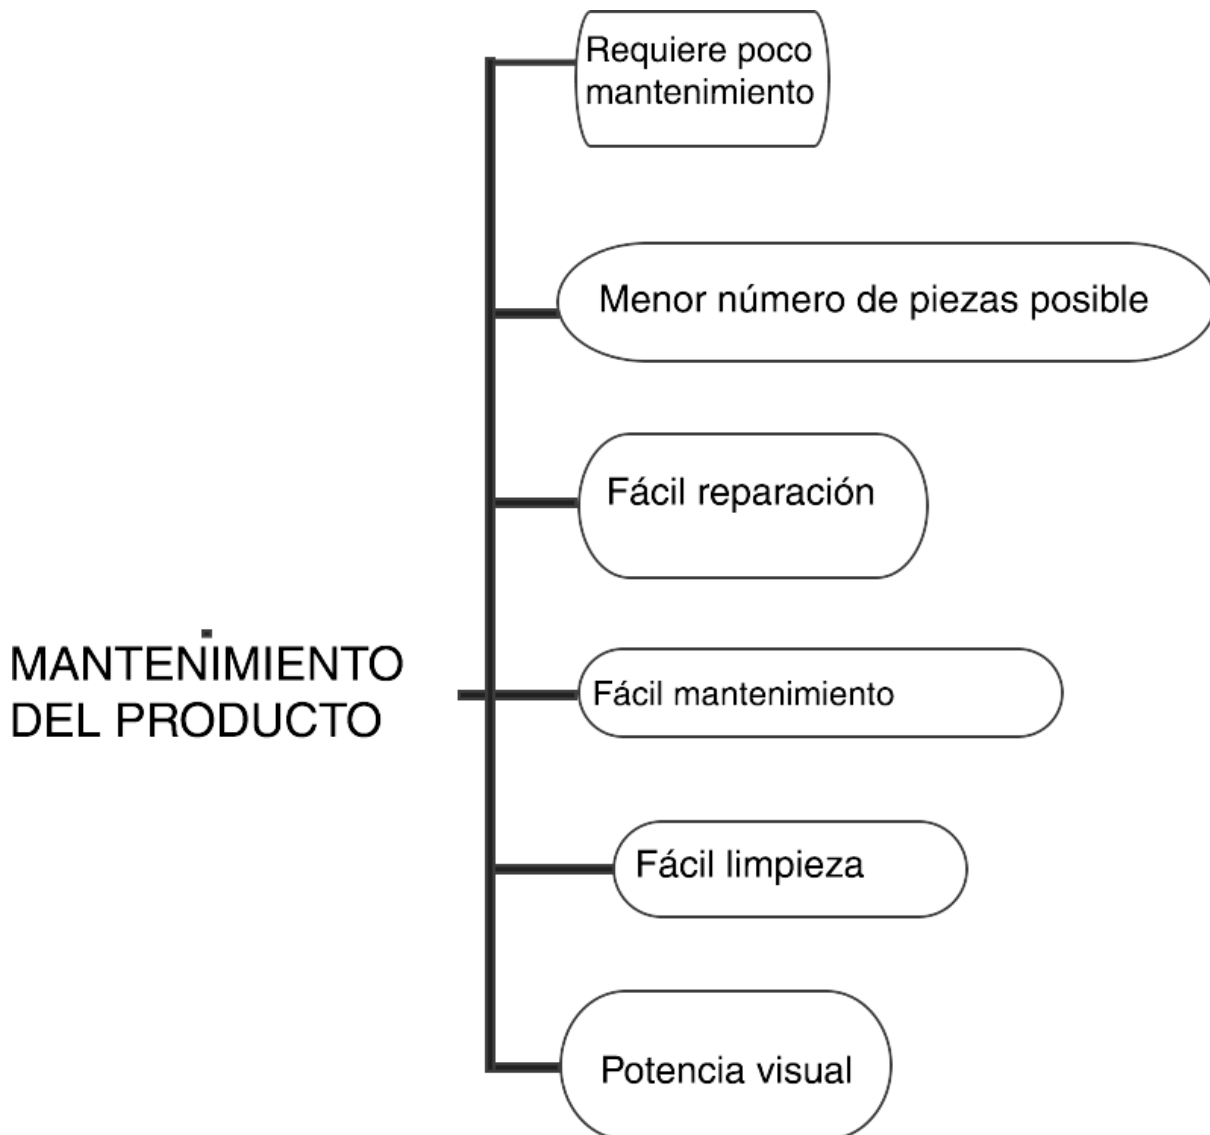 Requiere poco
mantenimiento
Menor número de piezas posible
Fácil reparación
MANTENIMIENTO
DEL PRODUCTO
Fácil mantenimiento
Fácil limpieza
Potencia visual